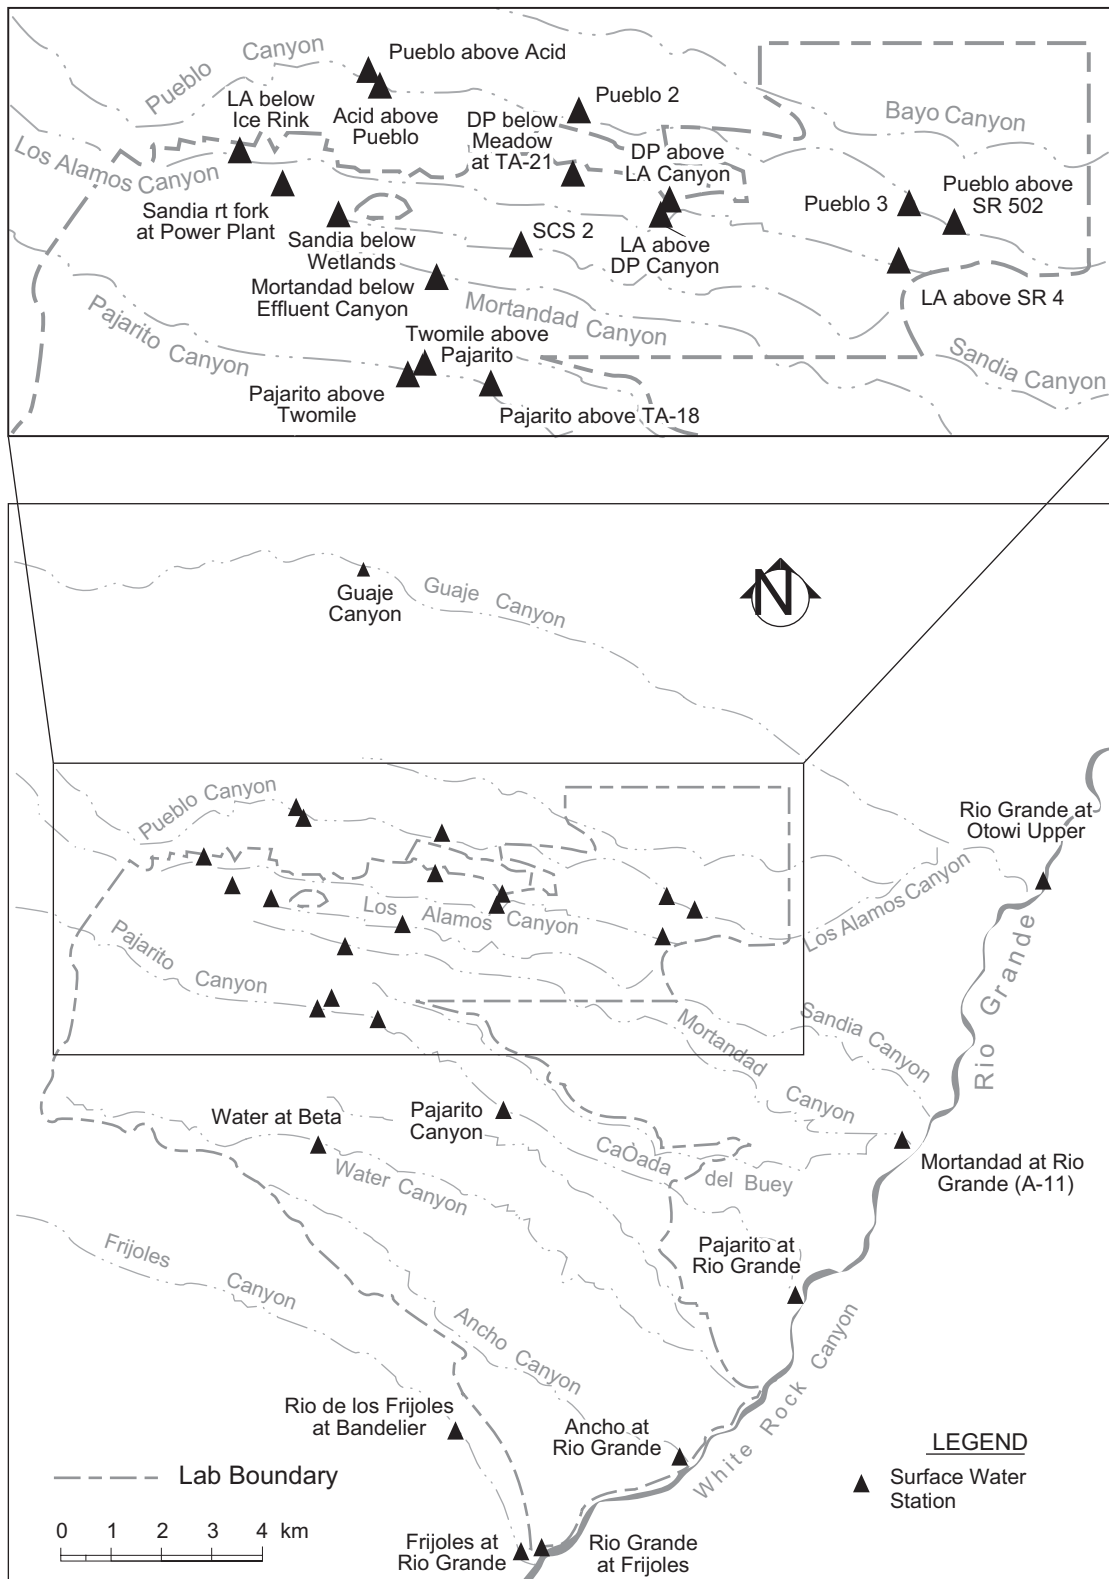 Pueblo Canyon
Pueblo above Acid
LA below
Ice Rink
Acid above
Pueblo
DP below
Meadow
at TA-21
Pueblo 2
Bayo Canyon
DP above
LA Canyon
Los Alamos Canyon
Pueblo above
SR 502
Pueblo 3
Sandia rt fork
at Power Plant
Sandia below
Wetlands
SCS 2
LA above
DP Canyon
Mortandad below
Effluent Canyon
LA above SR 4
Mortandad Canyon
Pajarito Canyon
Twomile above
Pajarito
Sandia Canyon
Pajarito above
Twomile
Pajarito above TA-18
N
Guaje
Canyon
Guaje Canyon
Pueblo Canyon
Rio Grande at
Otowi Upper
Los Alamos Canyon
Los Alamos Canyon
Pajarito Canyon
Rio Grande
Sandia Canyon
Mortandad Canyon
Water at Beta
Pajarito
Canyon
CaÒada del Buey
Mortandad at Rio
Grande (A-11)
Water Canyon
Pajarito at
Rio Grande
Frijoles Canyon
Ancho Canyon
White Rock Canyon
Rio de los Frijoles
at Bandelier
Ancho at
Rio Grande
LEGEND
Surface Water
Station
Lab Boundary
0 1 2 3 4 km
Frijoles at
Rio Grande
Rio Grande
at Frijoles